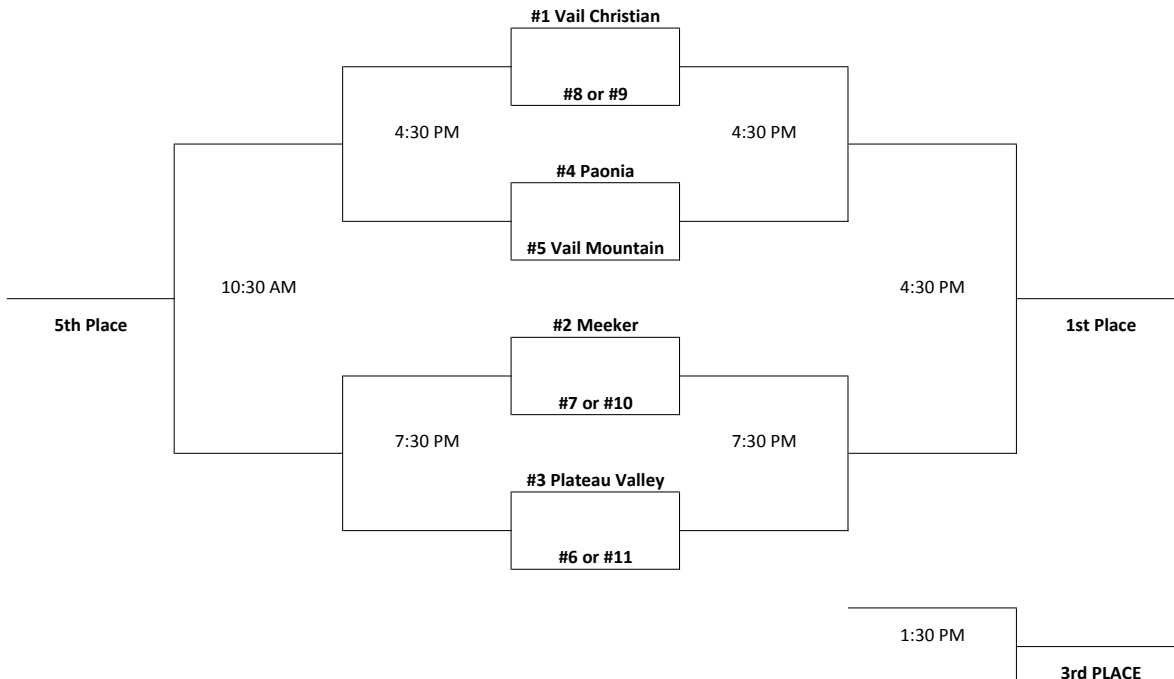 #1 Vail Christian
#8 or #9
4:30 PM 4:30 PM
#4 Paonia
#5 Vail Mountain
10:30 AM 4:30 PM
5th Place #2 Meeker 1st Place
#7 or #10
7:30 PM 7:30 PM
#3 Plateau Valley
#6 or #11
1:30 PM
3rd PLACE